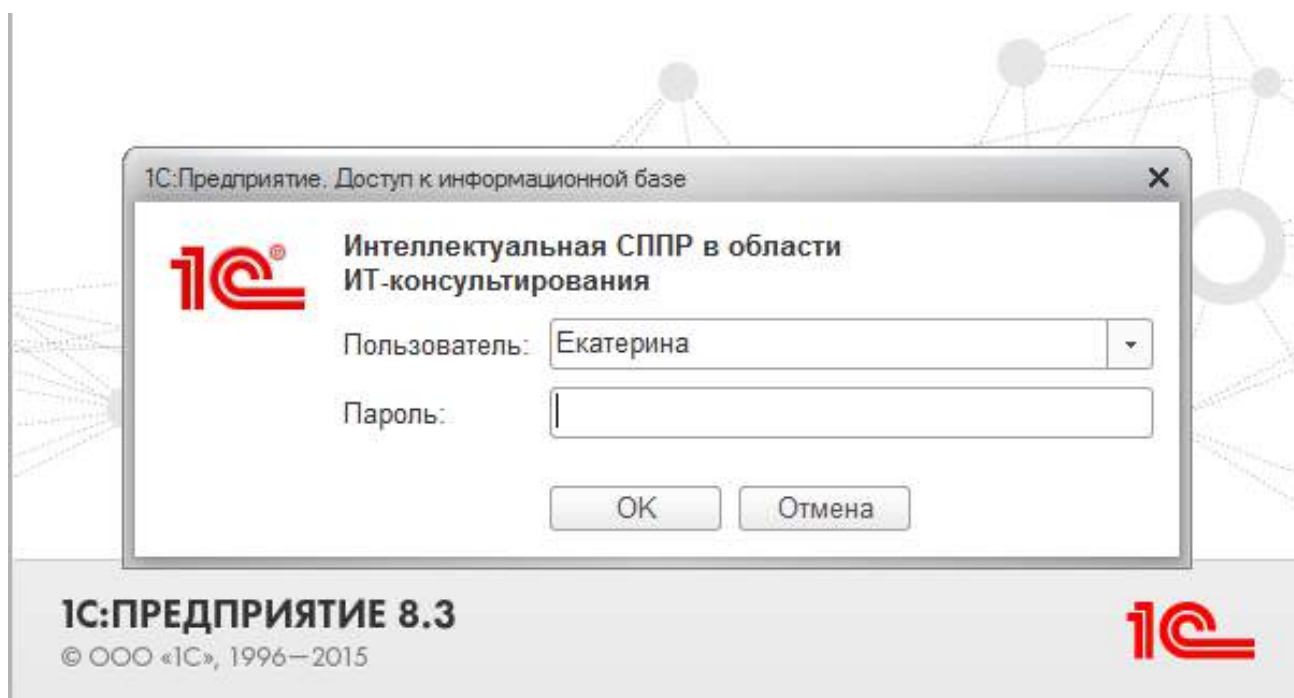 1С:Предприятие. Доступ к информационной базе
1С®
Интеллектуальная СППР в области
ИТ-консультирования
Пользователь: Екатерина
Пароль:
OK Отмена
1С:ПРЕДПРИЯТИЕ 8.3
© ООО «1С», 1996—2015
1С